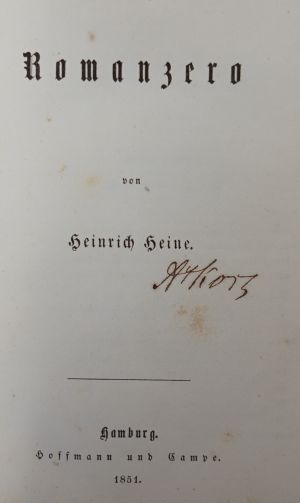 Romanzero
von
Heinrich Heine.
Hamburg.
Hoffmann und Campe.
1851.